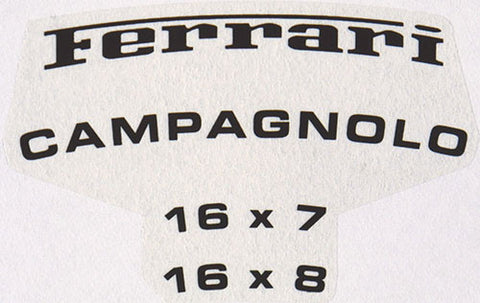 Ferrari
CAMPAGNOLO
16 x 7
16 x 8